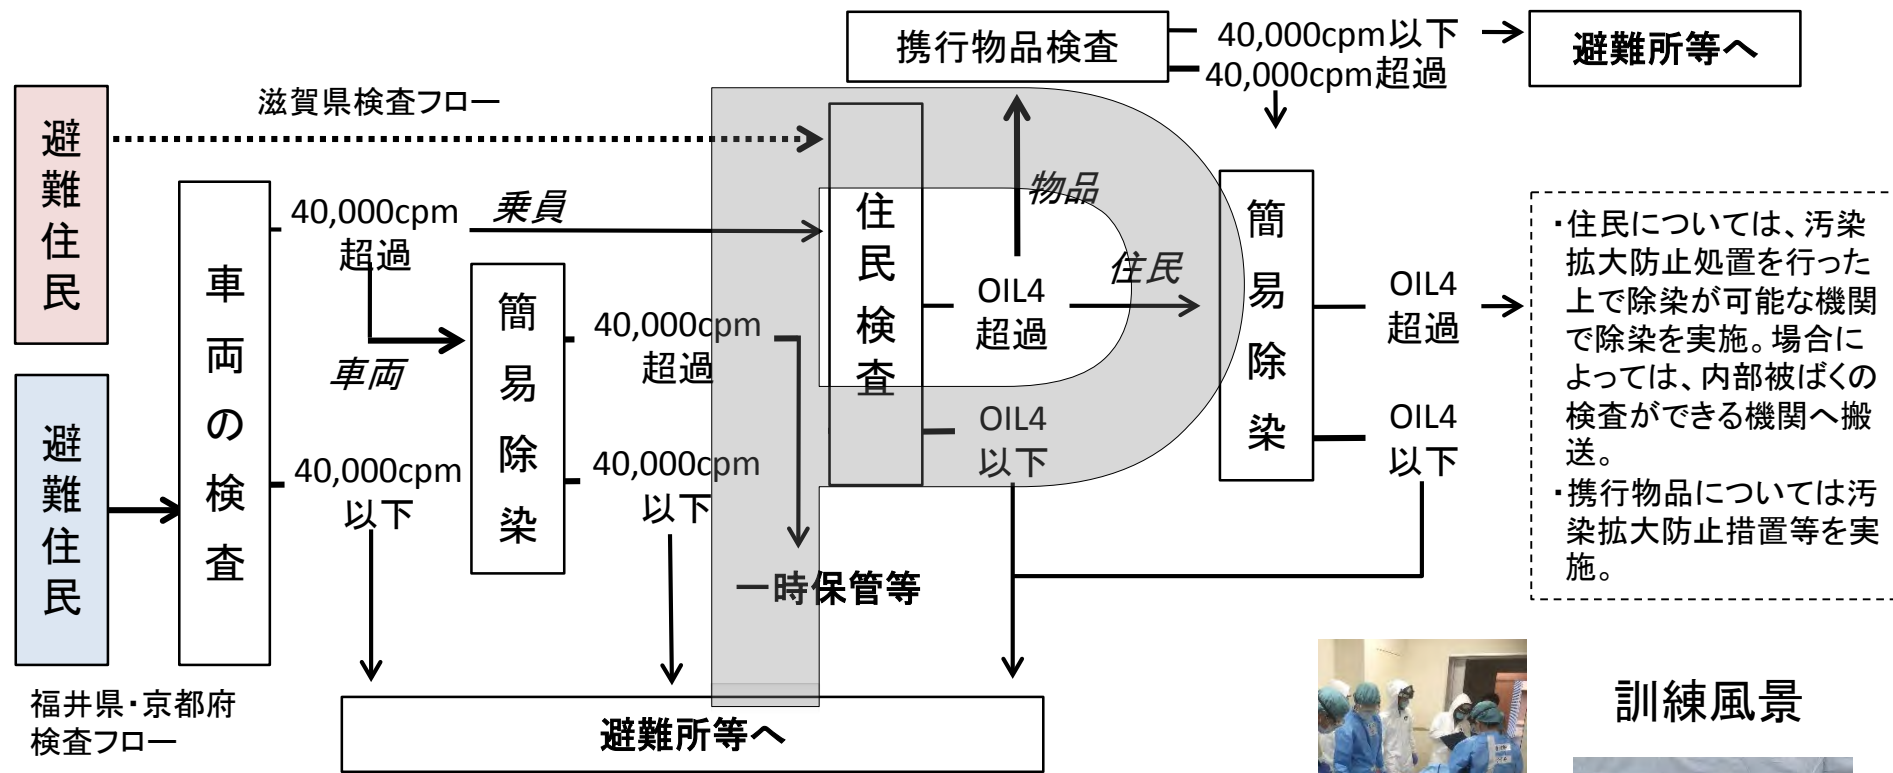 携行物品検査
40,000cpm以下
40,000cpm超過
避難所等へ
滋賀県検査フロー
避難住民
避難住民
福井県・京都府
検査フロー
車両の検査
40,000cpm
超過
乗員
車両
40,000cpm
以下
簡易除染
40,000cpm
超過
40,000cpm
以下
一時保管等
住民検査
物品
OIL4
超過
住民
OIL4
以下
簡易除染
OIL4
超過
OIL4
以下
・住民については、汚染
拡大防止処置を行った
上で除染が可能な機関
で除染を実施。場合に
よっては、内部被ばくの
検査ができる機関へ搬
送。
・携行物品については汚
染拡大防止措置等を実
施。
避難所等へ
訓練風景
P